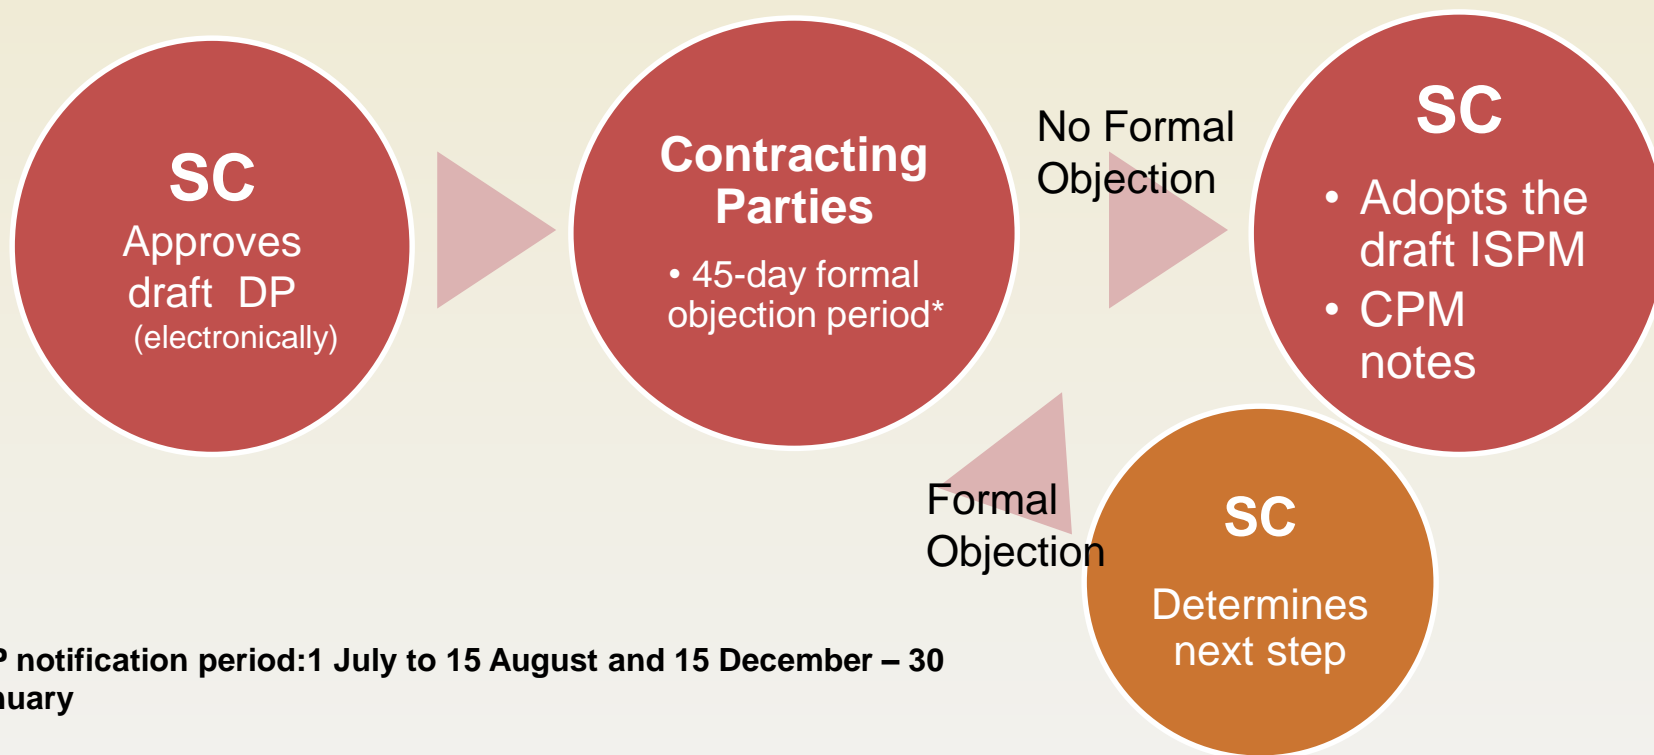 SC
Approves
draft DP
(electronically)
Contracting
Parties
• 45-day formal
objection period*
No Formal
Objection
SC
• Adopts the
draft ISPM
• CPM
notes
Formal
Objection
SC
Determines
next step
P notification period:1 July to 15 August and 15 December – 30
nuary